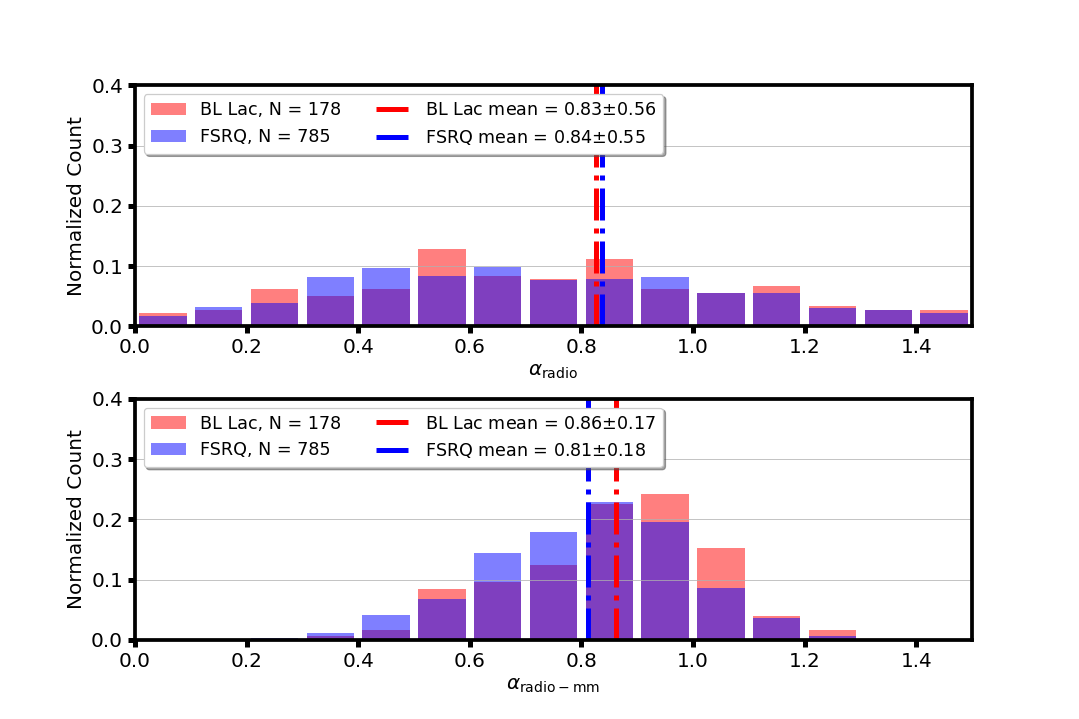 0.4
BL Lac, N = 178 BL Lac mean = 0.83±0.56
FSRQ, N = 785 FSRQ mean = 0.84±0.55
0.3
0.2
0.1
0.0
Normalized Count
0.0 0.2 0.4 0.6 0.8 1.0 1.2 1.4
α_radio
0.4
BL Lac, N = 178 BL Lac mean = 0.86±0.17
FSRQ, N = 785 FSRQ mean = 0.81±0.18
0.3
0.2
0.1
0.0
Normalized Count
0.0 0.2 0.4 0.6 0.8 1.0 1.2 1.4
α_radio−mm